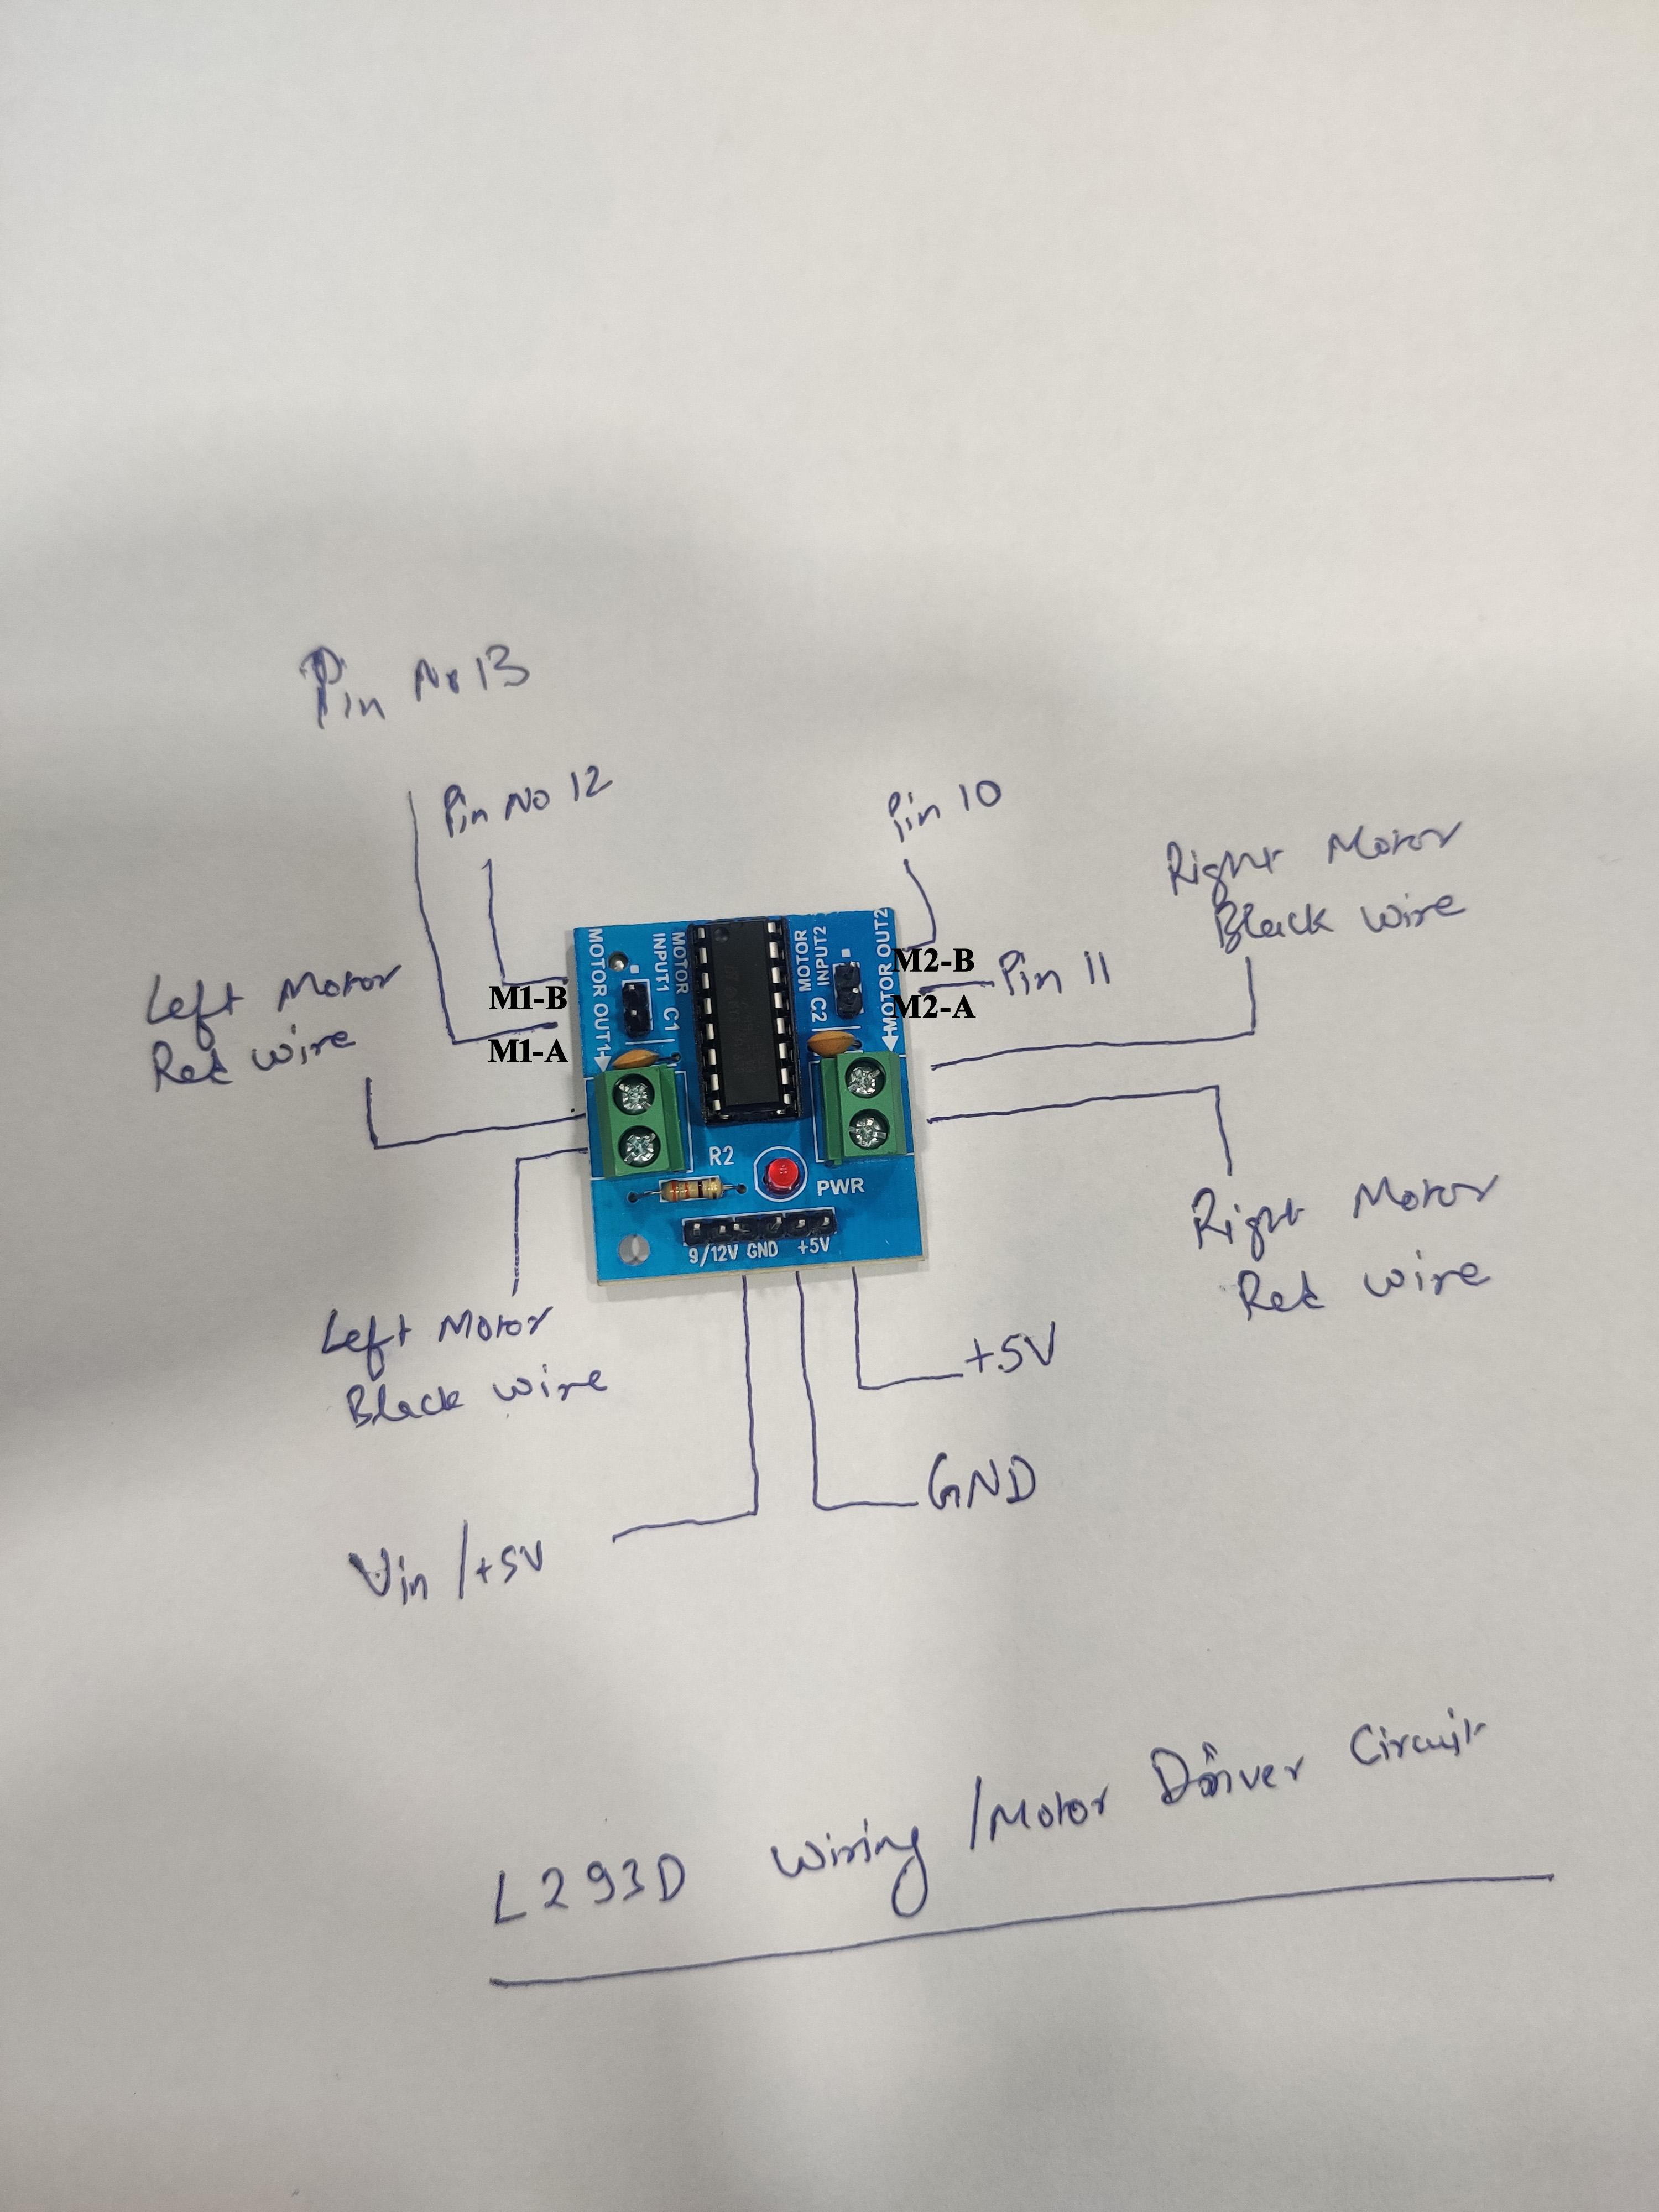 Pin No 13
Pin No 12
Pin 10
Right Motor
Black wire
Pin 11
Left Motor
Red wire
M1-B
M1-A
M2-B
M2-A
MOTOR OUT1
MOTOR
INPUT1
C1
MOTOR
INPUT2
C2
MOTOR OUT2
R2
PWR
9/12V GND +5V
Right Motor
Red wire
Left Motor
Black wire
+5V
GND
Vin /+5V
L293D wiring /Motor Driver Circuit